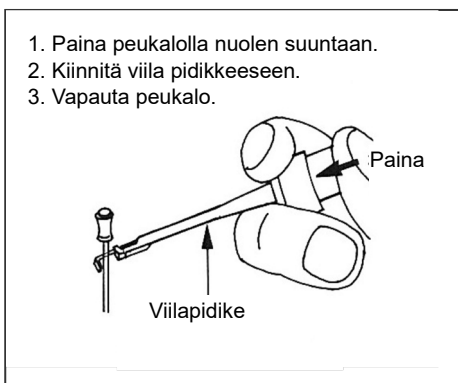 1. Paina peukalolla nuolen suuntaan.
2. Kiinnitä viila pidikkeeseen.
3. Vapauta peukalo.
Paina
Viilapidike